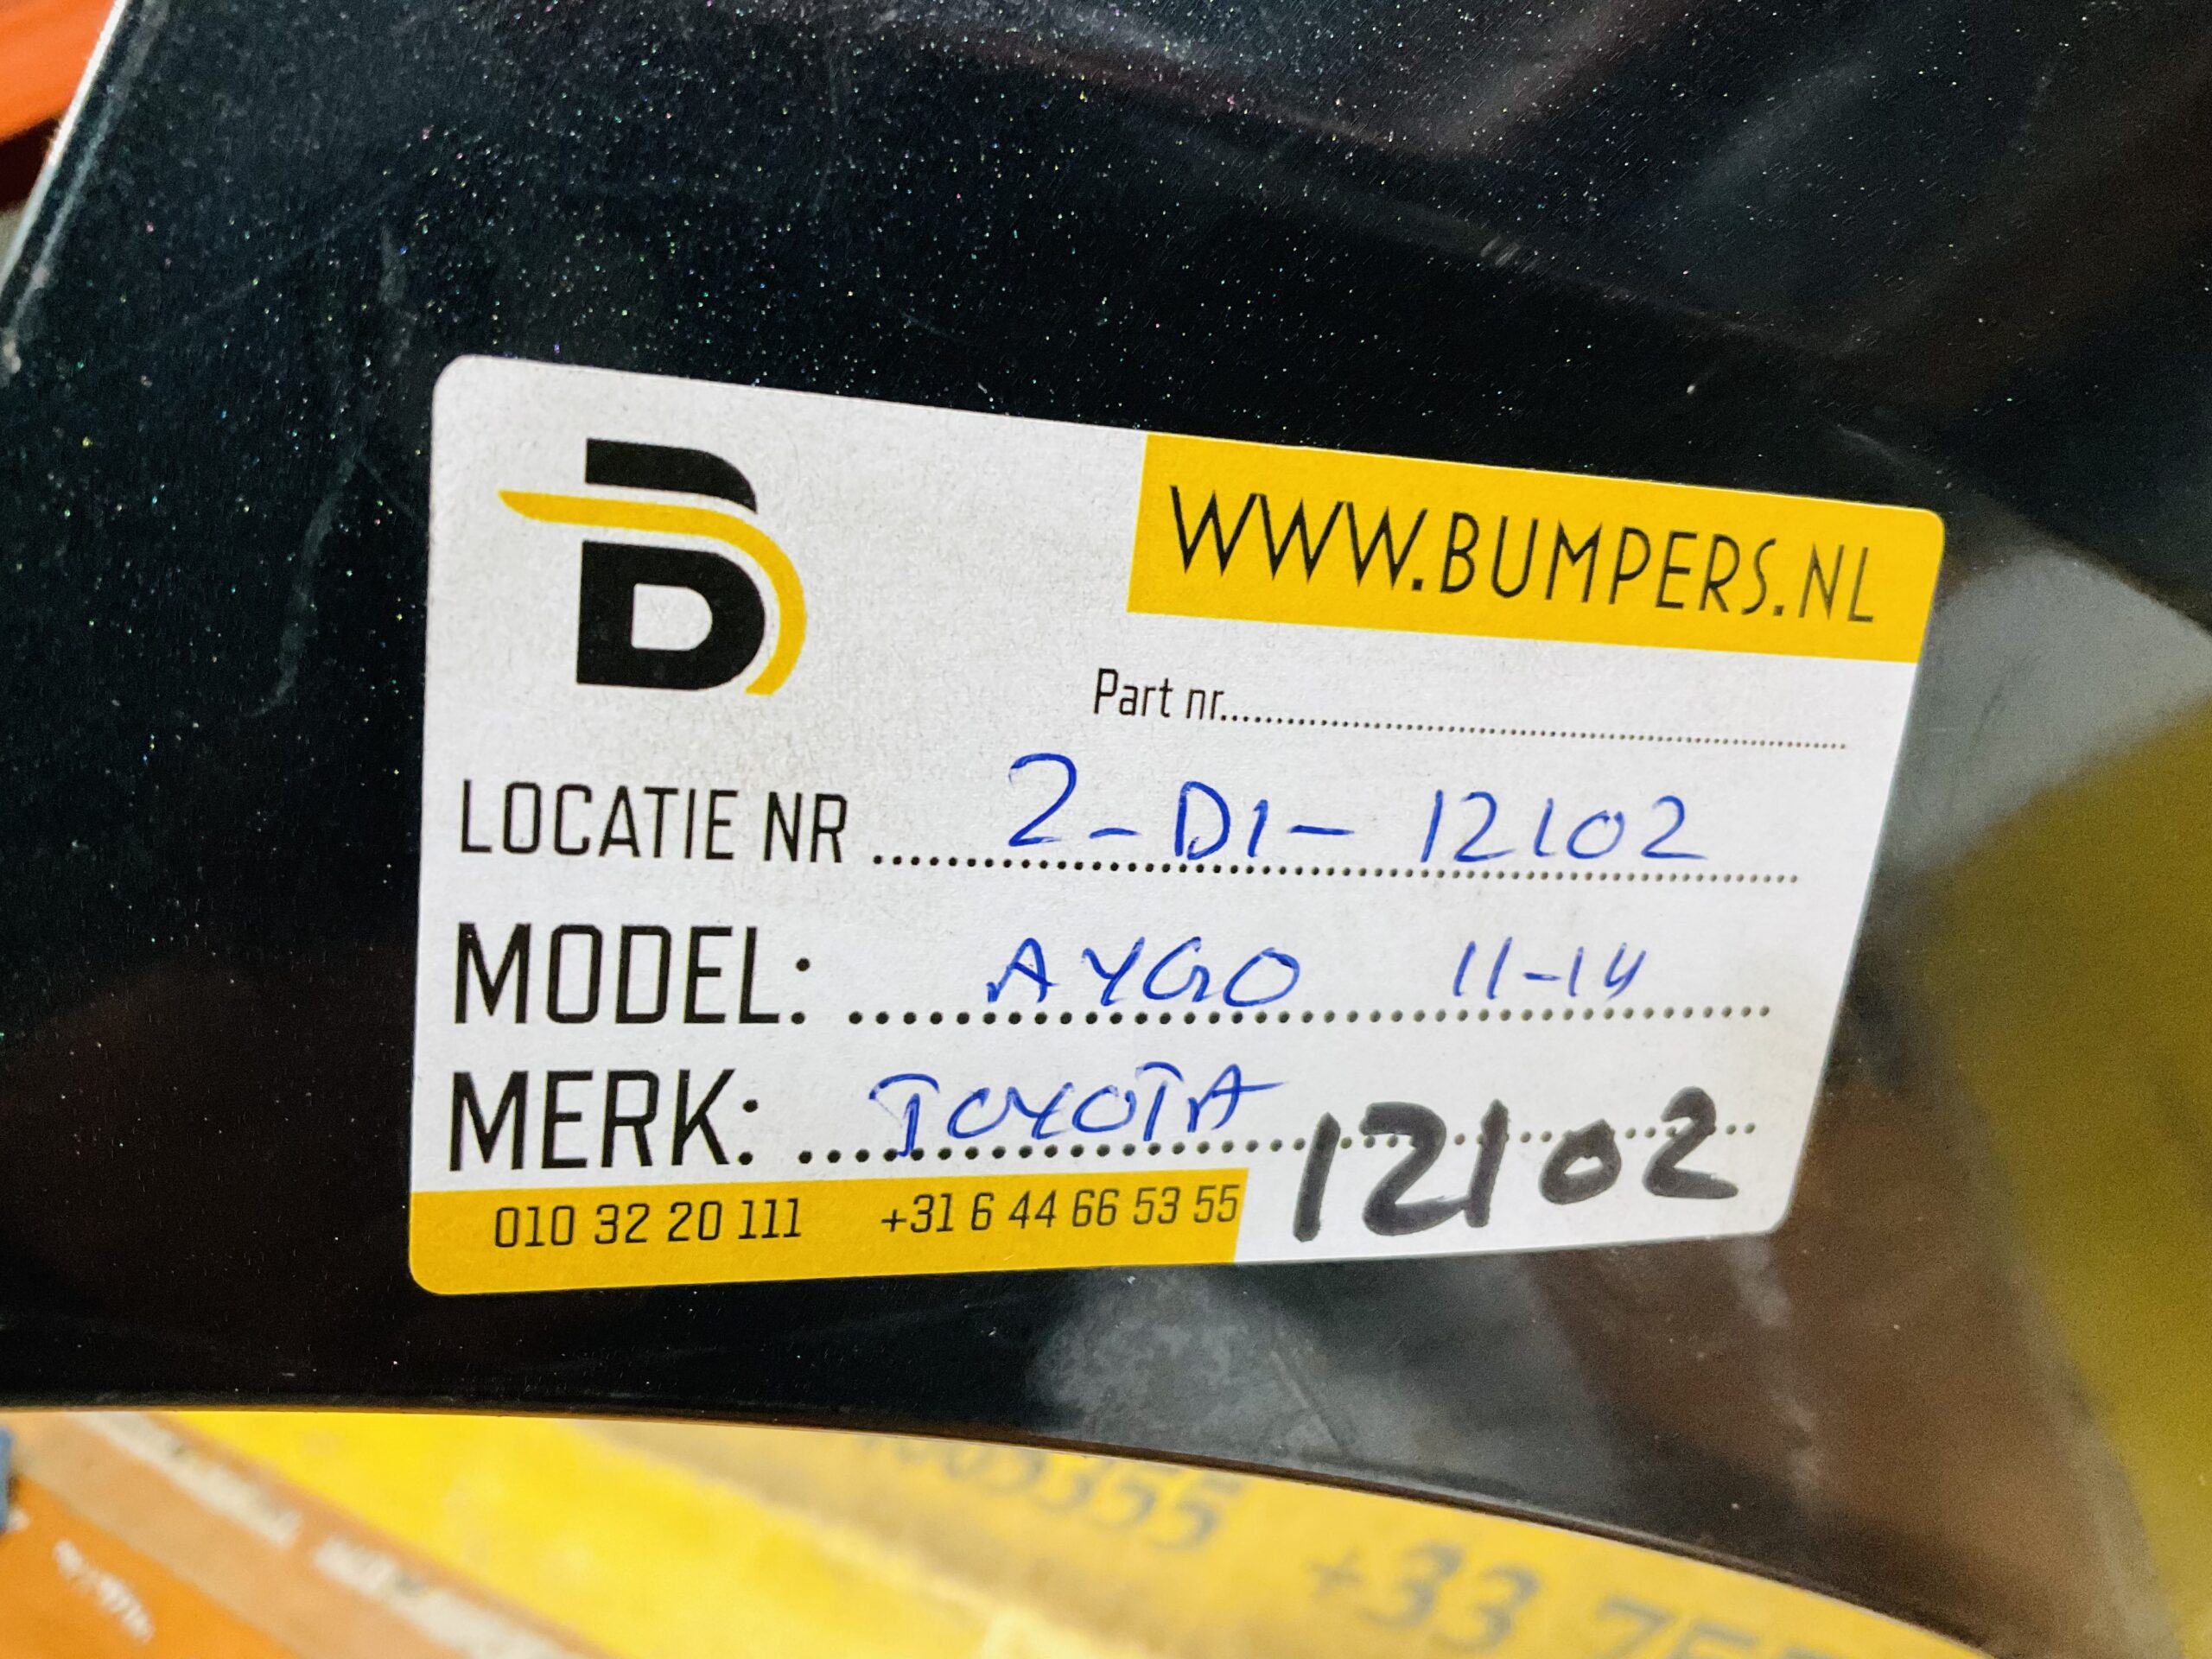 B
WWW.BUMPERS.NL
Part nr..........
LOCATIE NR .......... 2-D1-12102
MODEL: .......... AYGO 11-14
MERK: .......... TOYOTA
12102
010 32 20 111 +31 6 44 66 53 55
+33